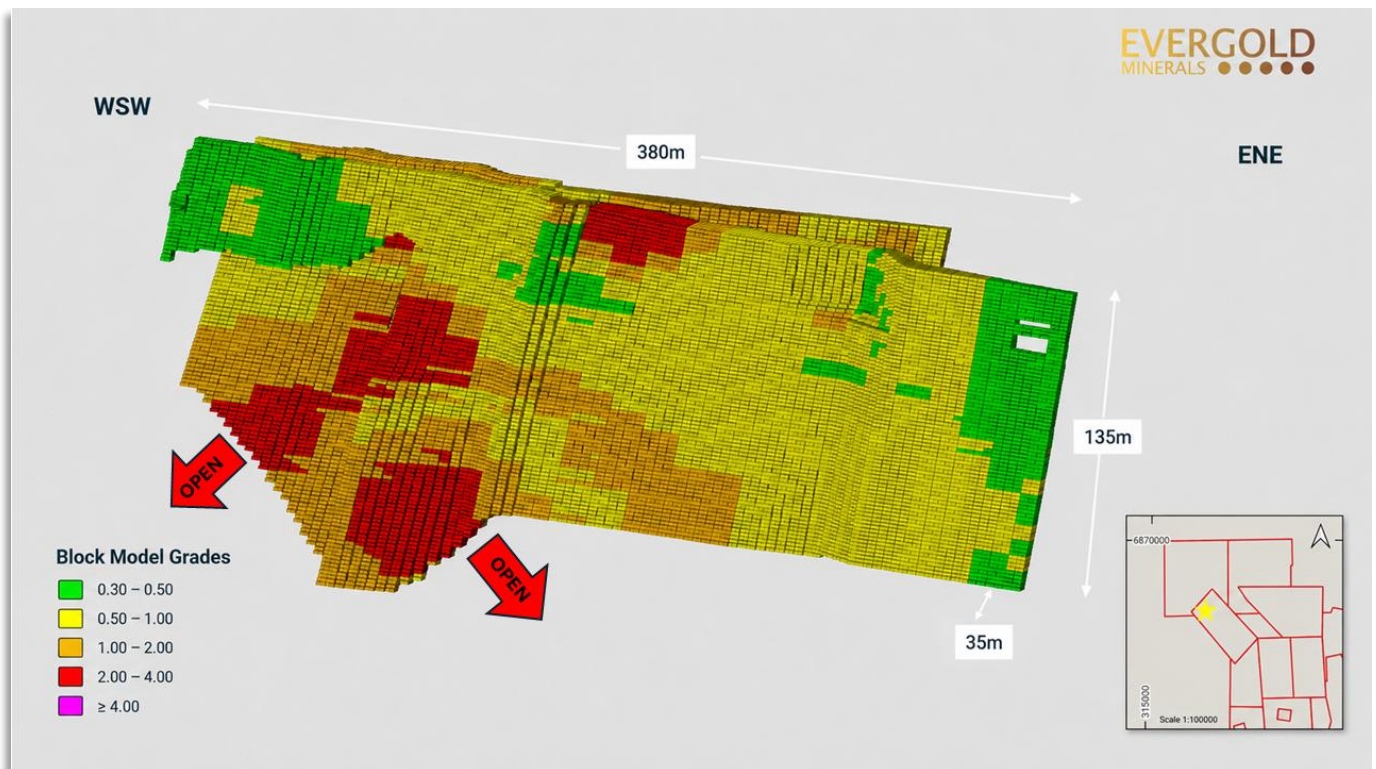 EVERGOLD
MINERALS
WSW
380m
ENE
135m
OPEN
OPEN
35m
Block Model Grades
0.30 – 0.50
0.50 – 1.00
1.00 – 2.00
2.00 – 4.00
≥ 4.00
6870000
315000
Scale 1:100000